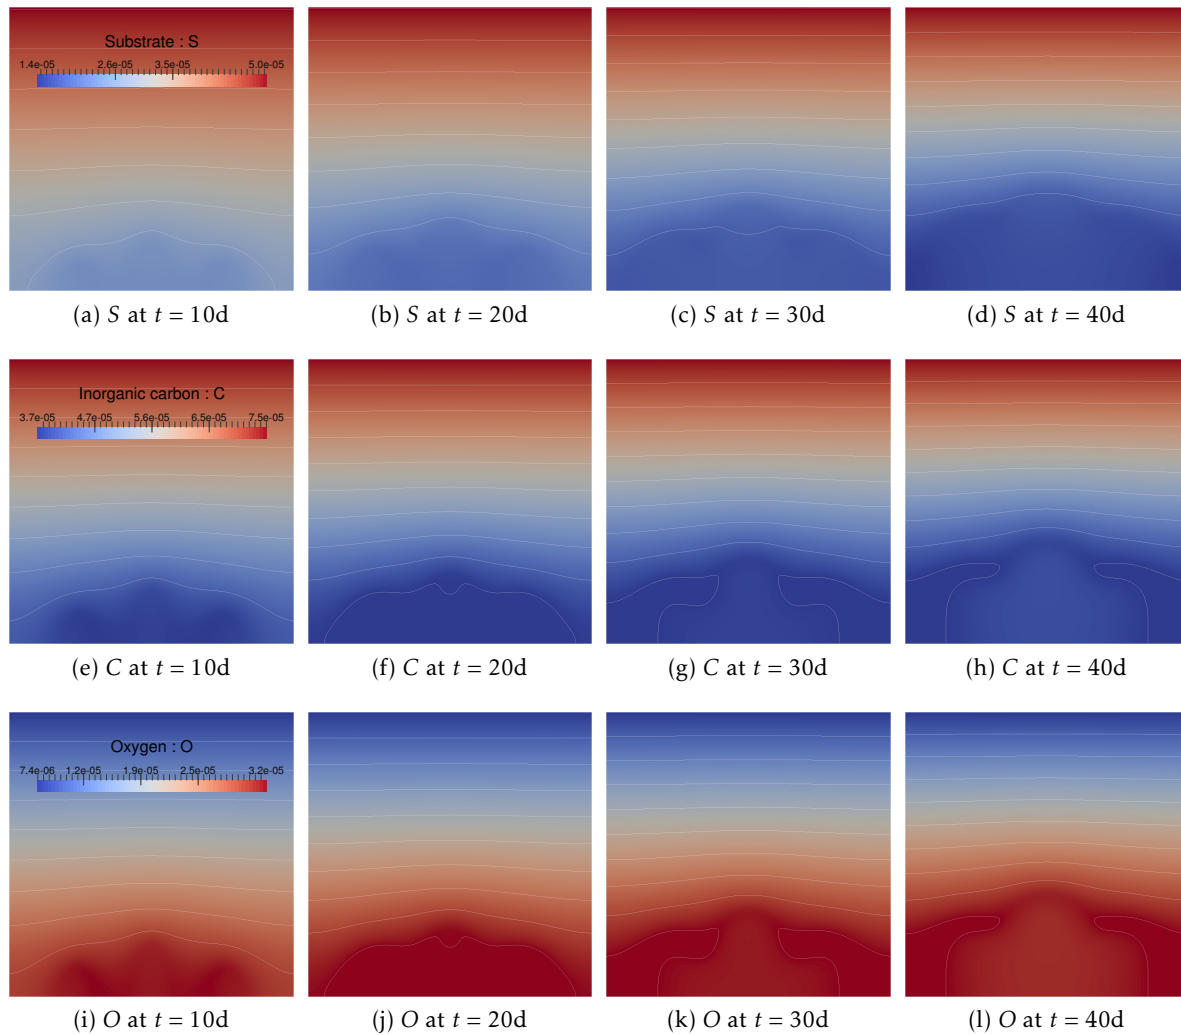 Substrate : S
1.4e-05 2.6e-05 3.5e-05 5.0e-05
(a) S at t = 10d
(b) S at t = 20d
(c) S at t = 30d
(d) S at t = 40d
Inorganic carbon : C
3.7e-05 4.7e-05 5.6e-05 6.5e-05 7.5e-05
(e) C at t = 10d
(f) C at t = 20d
(g) C at t = 30d
(h) C at t = 40d
Oxygen : O
7.4e-06 1.2e-05 1.9e-05 2.5e-05 3.2e-05
(i) O at t = 10d
(j) O at t = 20d
(k) O at t = 30d
(l) O at t = 40d